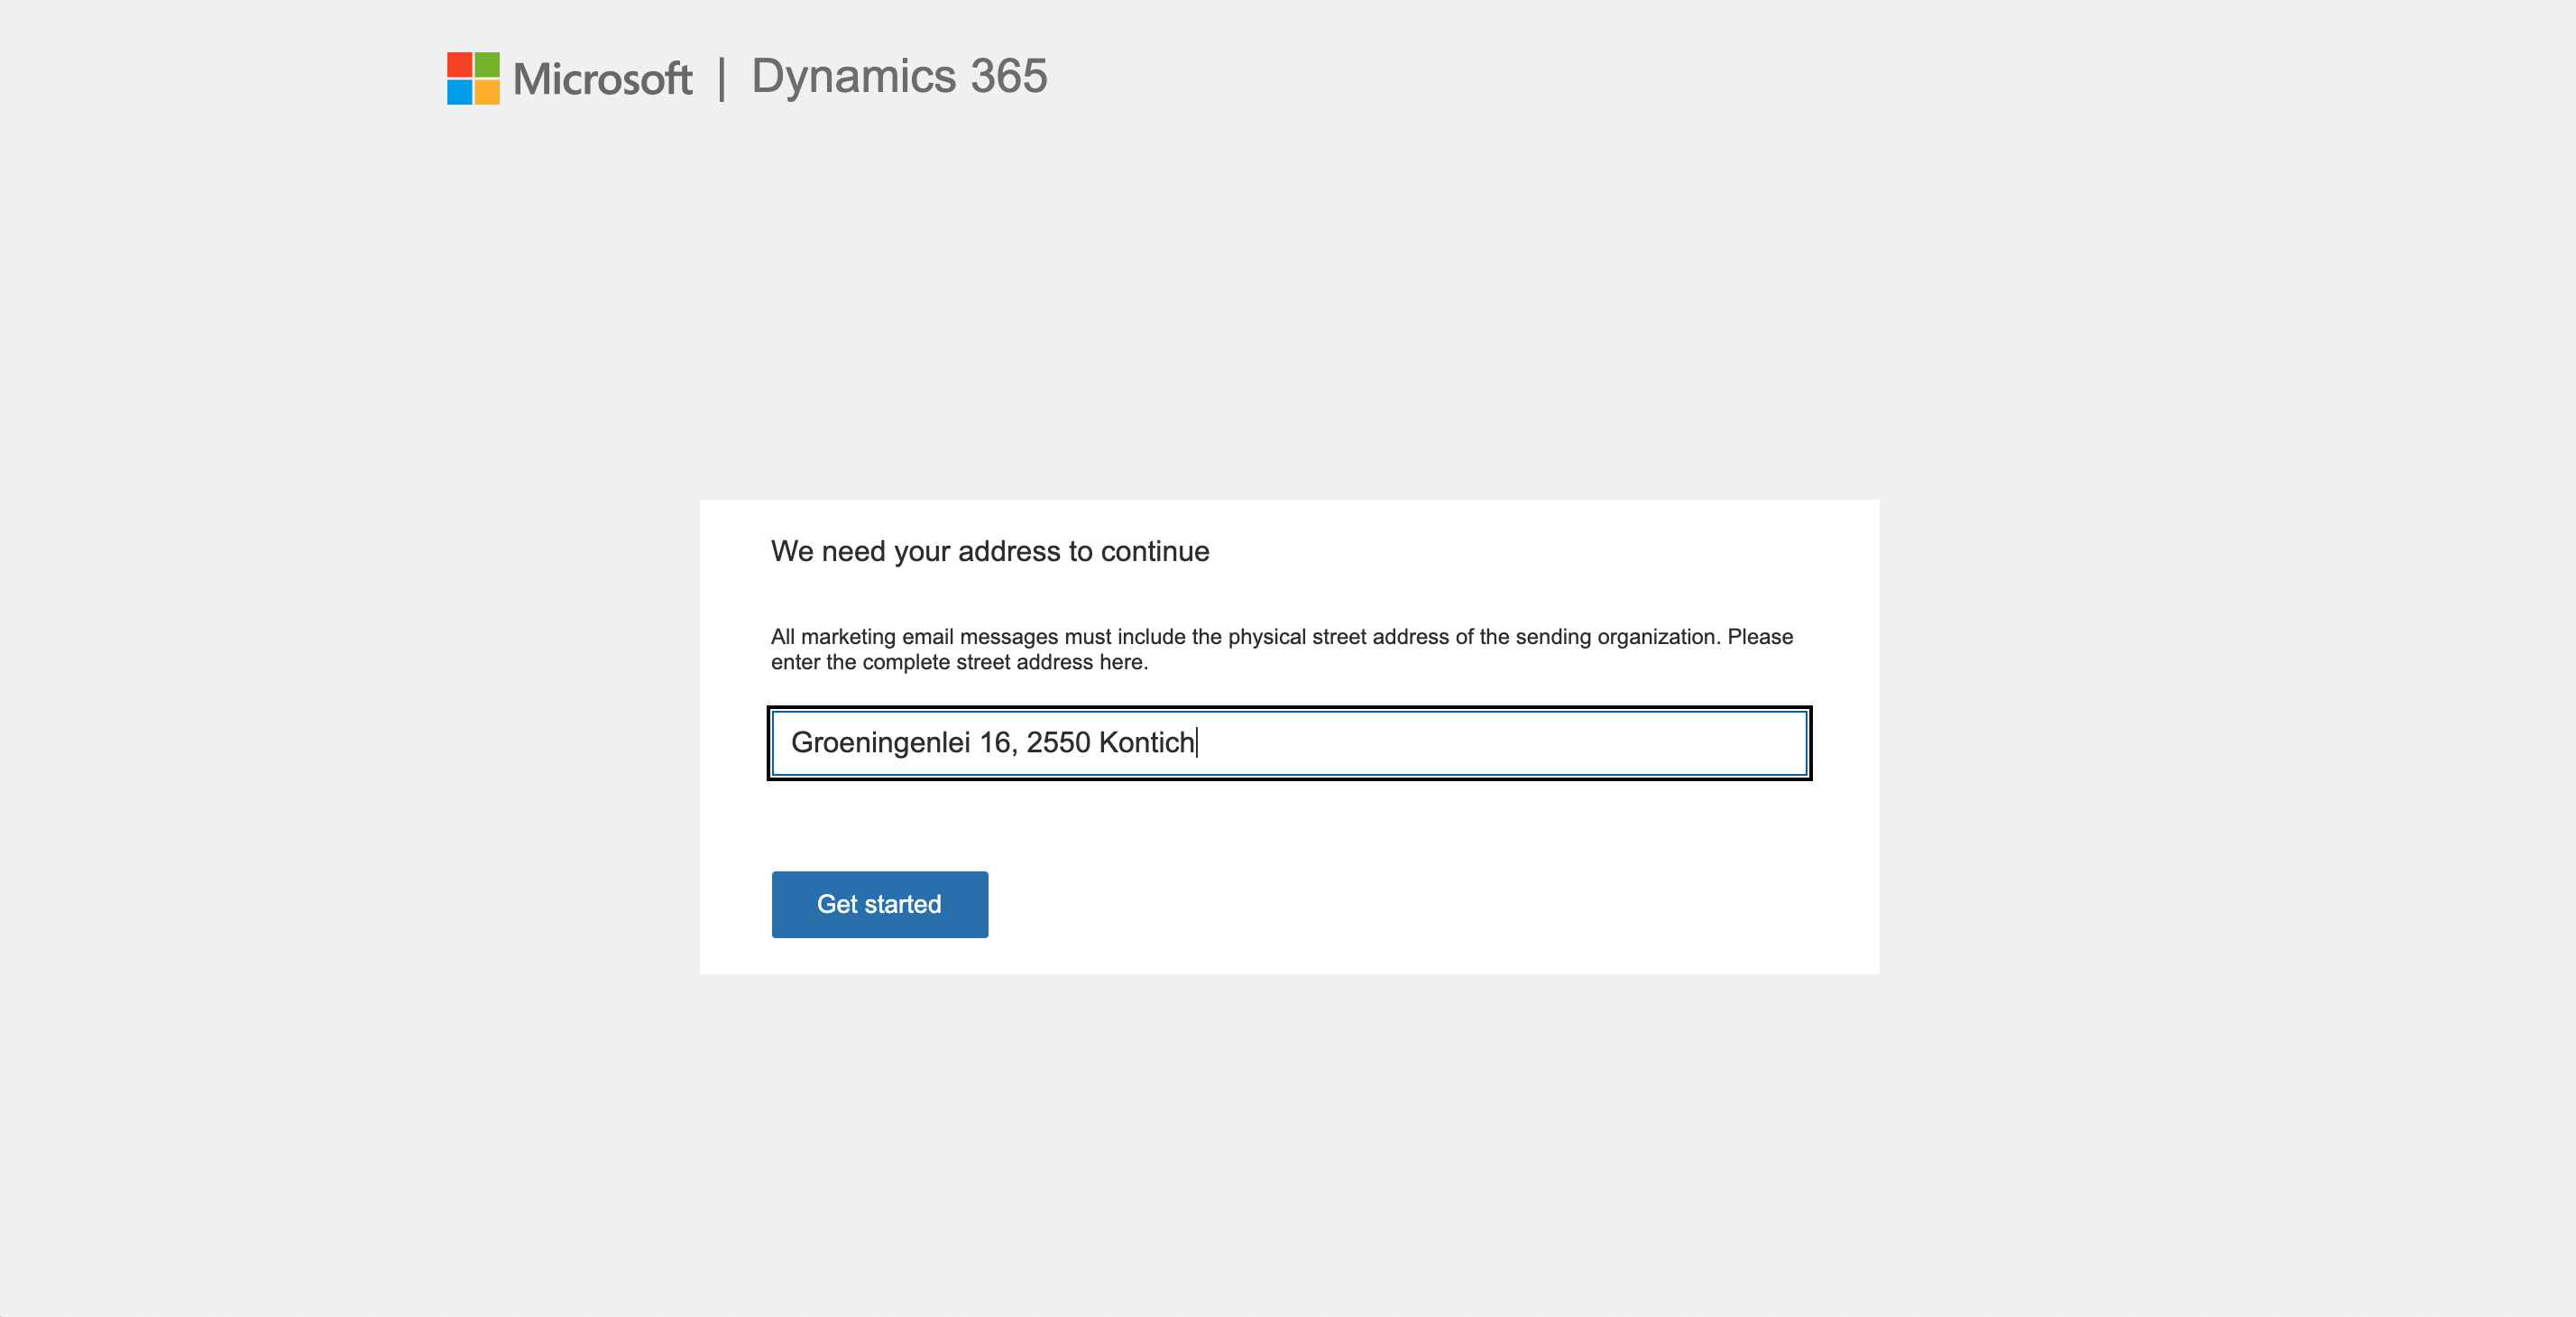 Microsoft | Dynamics 365
We need your address to continue
All marketing email messages must include the physical street address of the sending organization. Please
enter the complete street address here.
Groeningenlei 16, 2550 Kontich
Get started